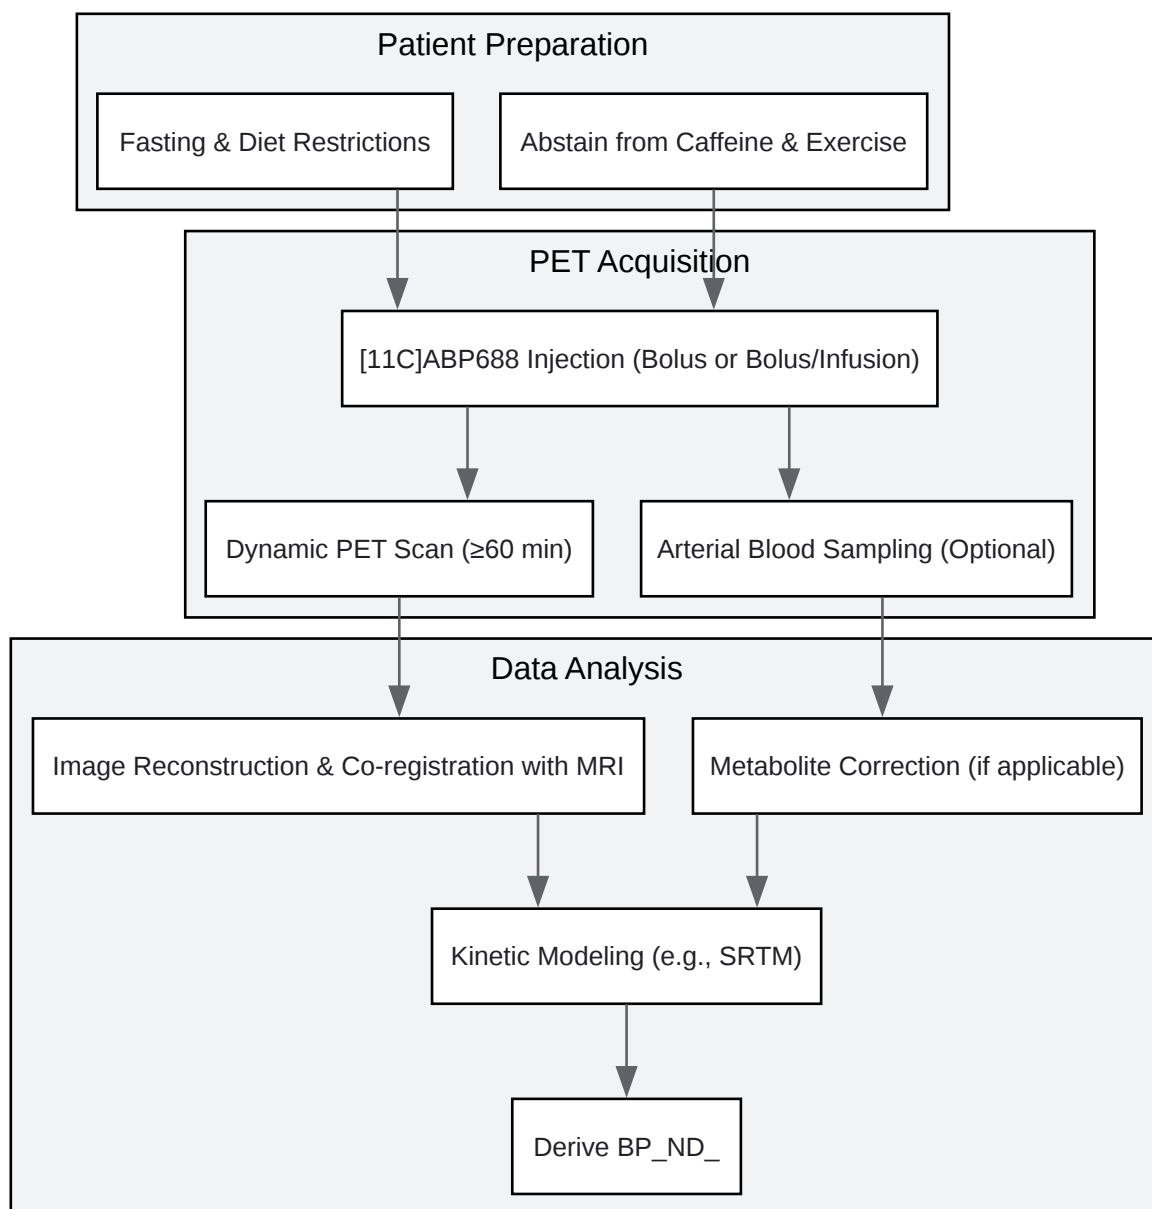 Patient Preparation
Fasting & Diet Restrictions
Abstain from Caffeine & Exercise
PET Acquisition
[11C]ABP688 Injection (Bolus or Bolus/Infusion)
Dynamic PET Scan (≥60 min)
Arterial Blood Sampling (Optional)
Data Analysis
Image Reconstruction & Co-registration with MRI
Metabolite Correction (if applicable)
Kinetic Modeling (e.g., SRTM)
Derive BP_ND_